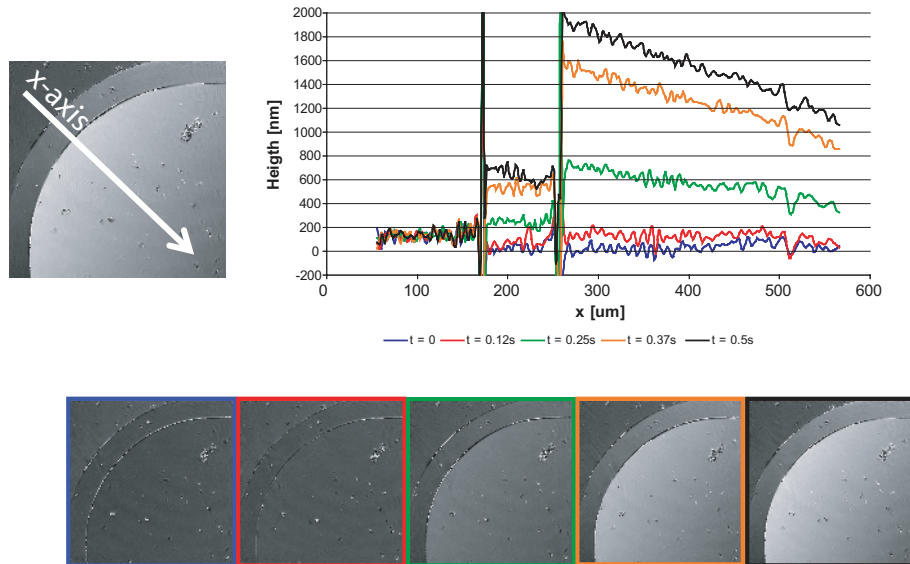 x-axis
Heigth [nm]
2000
1800
1600
1400
1200
1000
800
600
400
200
0
-200
0 100 200 300 400 500 600
x [um]
t = 0 t = 0.12s t = 0.25s t = 0.37s t = 0.5s